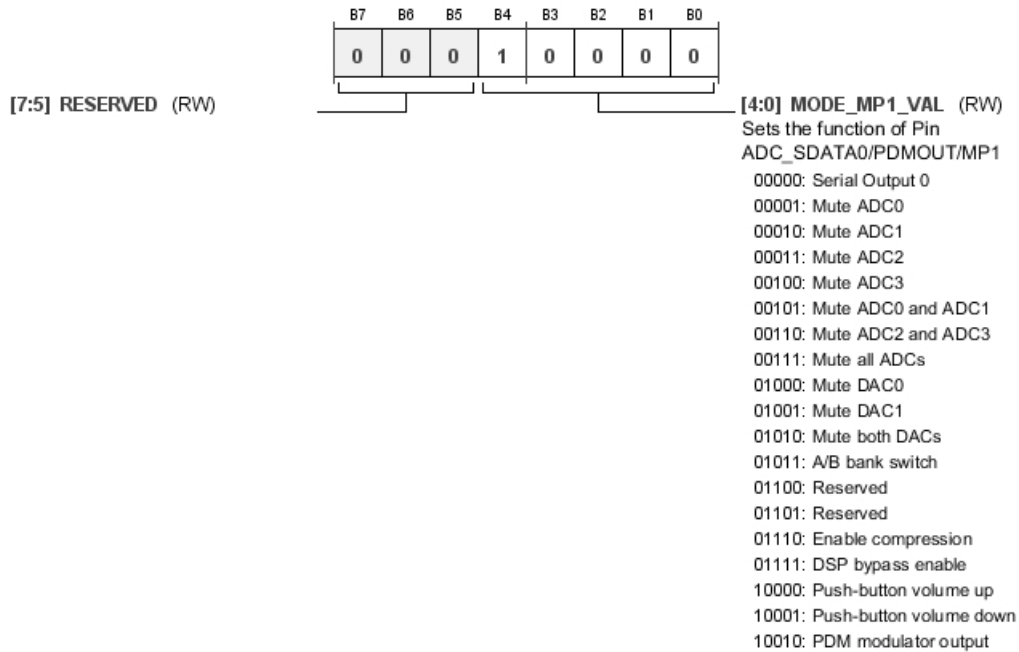 B7 B6 B5 B4 B3 B2 B1 B0
0 0 0 1 0 0 0 0
[7:5] RESERVED (RW)
[4:0] MODE_MP1_VAL (RW)
Sets the function of Pin
ADC_SDATA0/PDMOUT/MP1
00000: Serial Output 0
00001: Mute ADC0
00010: Mute ADC1
00011: Mute ADC2
00100: Mute ADC3
00101: Mute ADC0 and ADC1
00110: Mute ADC2 and ADC3
00111: Mute all ADCs
01000: Mute DAC0
01001: Mute DAC1
01010: Mute both DACs
01011: A/B bank switch
01100: Reserved
01101: Reserved
01110: Enable compression
01111: DSP bypass enable
10000: Push-button volume up
10001: Push-button volume down
10010: PDM modulator output